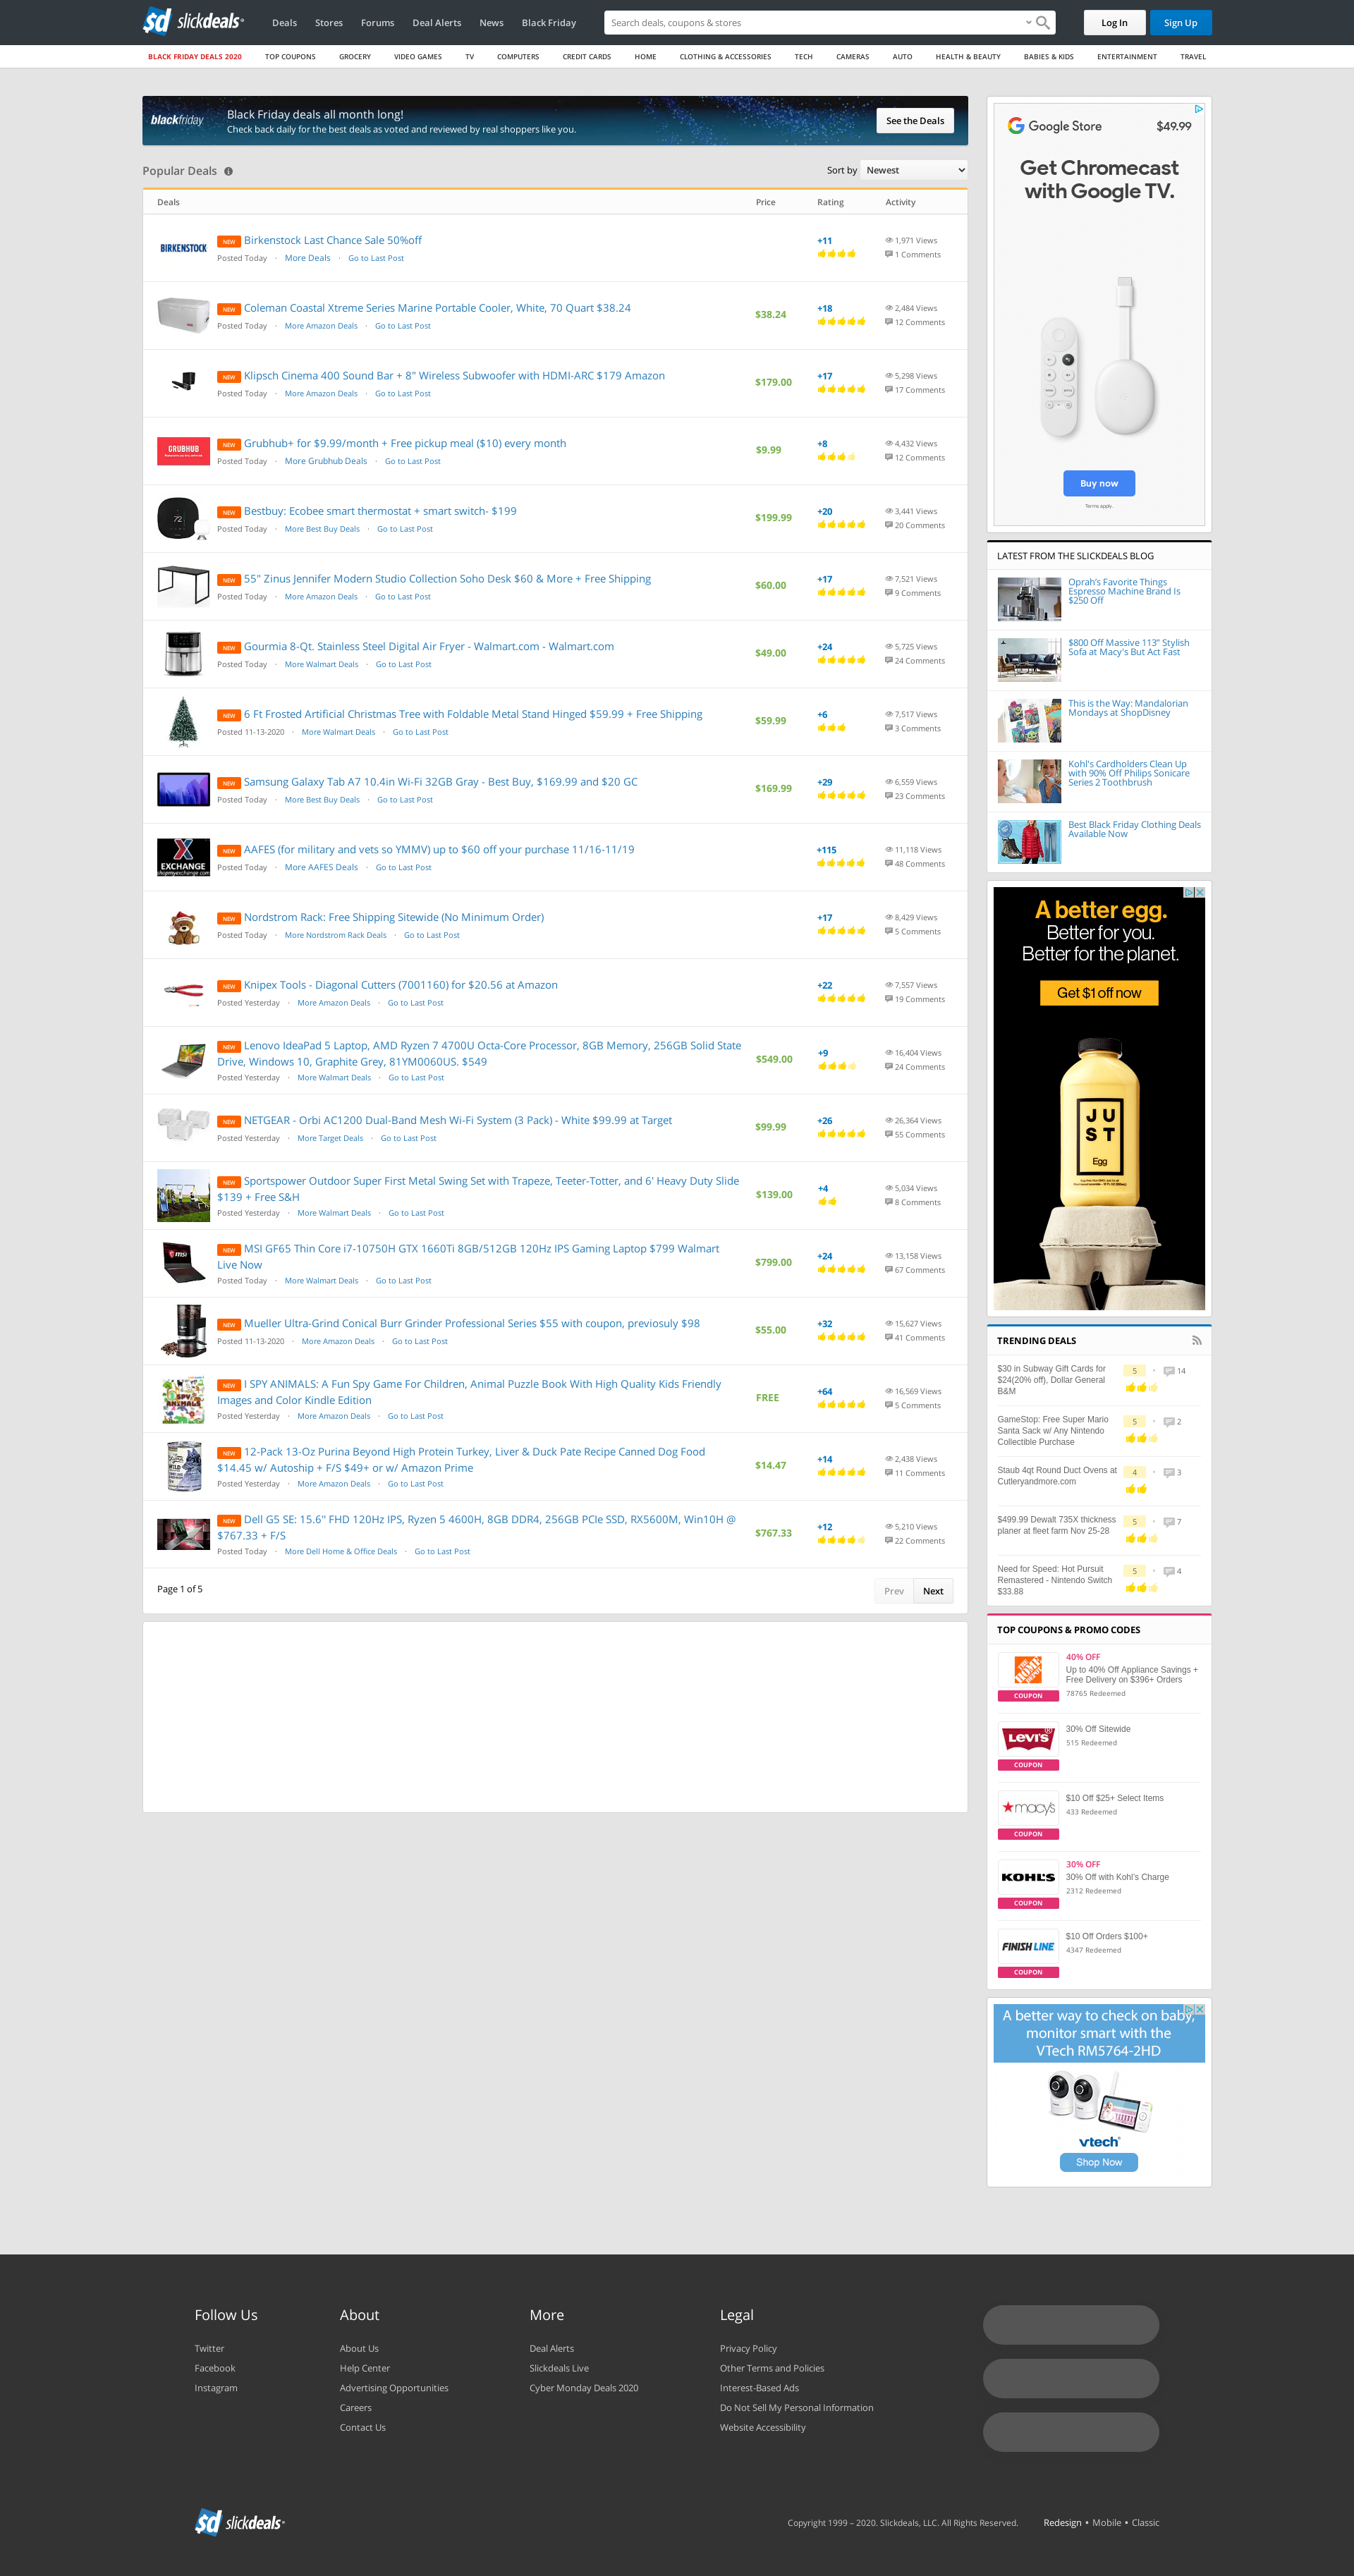 slickdeals
Deals Stores Forums Deal Alerts News Black Friday
Search deals, coupons & stores
Log In Sign Up
BLACK FRIDAY DEALS 2020 TOP COUPONS GROCERY VIDEO GAMES TV COMPUTERS CREDIT CARDS HOME CLOTHING & ACCESSORIES TECH CAMERAS AUTO HEALTH & BEAUTY BABIES & KIDS ENTERTAINMENT TRAVEL
blackfriday
Black Friday deals all month long!
Check back daily for the best deals as voted and reviewed by real shoppers like you.
See the Deals
Popular Deals
Sort by Newest
Deals Price Rating Activity
BIRKENSTOCK
NEW Birkenstock Last Chance Sale 50%off
Posted Today · More Deals · Go to Last Post
+11
1,971 Views
1 Comments
NEW Coleman Coastal Xtreme Series Marine Portable Cooler, White, 70 Quart $38.24
Posted Today · More Amazon Deals · Go to Last Post
$38.24
+18
2,484 Views
12 Comments
NEW Klipsch Cinema 400 Sound Bar + 8" Wireless Subwoofer with HDMI-ARC $179 Amazon
Posted Today · More Amazon Deals · Go to Last Post
$179.00
+17
5,298 Views
17 Comments
GRUBHUB
NEW Grubhub+ for $9.99/month + Free pickup meal ($10) every month
Posted Today · More Grubhub Deals · Go to Last Post
$9.99
+8
4,432 Views
12 Comments
72
NEW Bestbuy: Ecobee smart thermostat + smart switch- $199
Posted Today · More Best Buy Deals · Go to Last Post
$199.99
+20
3,441 Views
20 Comments
NEW 55" Zinus Jennifer Modern Studio Collection Soho Desk $60 & More + Free Shipping
Posted Today · More Amazon Deals · Go to Last Post
$60.00
+17
7,521 Views
9 Comments
NEW Gourmia 8-Qt. Stainless Steel Digital Air Fryer - Walmart.com - Walmart.com
Posted Today · More Walmart Deals · Go to Last Post
$49.00
+24
5,725 Views
24 Comments
NEW 6 Ft Frosted Artificial Christmas Tree with Foldable Metal Stand Hinged $59.99 + Free Shipping
Posted 11-13-2020 · More Walmart Deals · Go to Last Post
$59.99
+6
7,517 Views
3 Comments
NEW Samsung Galaxy Tab A7 10.4in Wi-Fi 32GB Gray - Best Buy, $169.99 and $20 GC
Posted Today · More Best Buy Deals · Go to Last Post
$169.99
+29
6,559 Views
23 Comments
X
EXCHANGE
shopmyexchange.com
NEW AAFES (for military and vets so YMMV) up to $60 off your purchase 11/16-11/19
Posted Today · More AAFES Deals · Go to Last Post
+115
11,118 Views
48 Comments
NEW Nordstrom Rack: Free Shipping Sitewide (No Minimum Order)
Posted Today · More Nordstrom Rack Deals · Go to Last Post
+17
8,429 Views
5 Comments
NEW Knipex Tools - Diagonal Cutters (7001160) for $20.56 at Amazon
Posted Yesterday · More Amazon Deals · Go to Last Post
+22
7,557 Views
19 Comments
NEW Lenovo IdeaPad 5 Laptop, AMD Ryzen 7 4700U Octa-Core Processor, 8GB Memory, 256GB Solid State
Drive, Windows 10, Graphite Grey, 81YM0060US. $549
Posted Yesterday · More Walmart Deals · Go to Last Post
$549.00
+9
16,404 Views
24 Comments
NEW NETGEAR - Orbi AC1200 Dual-Band Mesh Wi-Fi System (3 Pack) - White $99.99 at Target
Posted Yesterday · More Target Deals · Go to Last Post
$99.99
+26
26,364 Views
55 Comments
NEW Sportspower Outdoor Super First Metal Swing Set with Trapeze, Teeter-Totter, and 6' Heavy Duty Slide
$139 + Free S&H
Posted Yesterday · More Walmart Deals · Go to Last Post
$139.00
+4
5,034 Views
8 Comments
msi
NEW MSI GF65 Thin Core i7-10750H GTX 1660Ti 8GB/512GB 120Hz IPS Gaming Laptop $799 Walmart
Live Now
Posted Today · More Walmart Deals · Go to Last Post
$799.00
+24
13,158 Views
67 Comments
NEW Mueller Ultra-Grind Conical Burr Grinder Professional Series $55 with coupon, previosuly $98
Posted 11-13-2020 · More Amazon Deals · Go to Last Post
$55.00
+32
15,627 Views
41 Comments
I SPY
ANIMALS
NEW I SPY ANIMALS: A Fun Spy Game For Children, Animal Puzzle Book With High Quality Kids Friendly
Images and Color Kindle Edition
Posted Yesterday · More Amazon Deals · Go to Last Post
FREE
+64
16,569 Views
5 Comments
NEW 12-Pack 13-Oz Purina Beyond High Protein Turkey, Liver & Duck Pate Recipe Canned Dog Food
$14.45 w/ Autoship + F/S $49+ or w/ Amazon Prime
Posted Yesterday · More Amazon Deals · Go to Last Post
$14.47
+14
2,438 Views
11 Comments
NEW Dell G5 SE: 15.6'' FHD 120Hz IPS, Ryzen 5 4600H, 8GB DDR4, 256GB PCIe SSD, RX5600M, Win10H @
$767.33 + F/S
Posted Today · More Dell Home & Office Deals · Go to Last Post
$767.33
+12
5,210 Views
22 Comments
Page 1 of 5
Prev Next
Google Store $49.99
Get Chromecast
with Google TV.
Buy now
Terms apply.
LATEST FROM THE SLICKDEALS BLOG
Oprah's Favorite Things
Espresso Machine Brand Is
$250 Off
$800 Off Massive 113” Stylish
Sofa at Macy's But Act Fast
This is the Way: Mandalorian
Mondays at ShopDisney
Kohl's Cardholders Clean Up
with 90% Off Philips Sonicare
Series 2 Toothbrush
Best Black Friday Clothing Deals
Available Now
A better egg.
Better for you.
Better for the planet.
Get $1 off now
JU
ST
Egg
TRENDING DEALS
$30 in Subway Gift Cards for
$24(20% off), Dollar General
B&M
5 • 14
GameStop: Free Super Mario
Santa Sack w/ Any Nintendo
Collectible Purchase
5 • 2
Staub 4qt Round Duct Ovens at
Cutleryandmore.com
4 • 3
$499.99 Dewalt 735X thickness
planer at fleet farm Nov 25-28
5 • 7
Need for Speed: Hot Pursuit
Remastered - Nintendo Switch
$33.88
5 • 4
TOP COUPONS & PROMO CODES
THE HOME DEPOT
COUPON
40% OFF
Up to 40% Off Appliance Savings +
Free Delivery on $396+ Orders
78765 Redeemed
LEVI'S
COUPON
30% Off Sitewide
515 Redeemed
macy's
COUPON
$10 Off $25+ Select Items
433 Redeemed
KOHL'S
COUPON
30% OFF
30% Off with Kohl's Charge
2312 Redeemed
FINISH LINE
COUPON
$10 Off Orders $100+
4347 Redeemed
A better way to check on baby,
monitor smart with the
VTech RM5764-2HD
vtech
Shop Now
Follow Us
Twitter
Facebook
Instagram
About
About Us
Help Center
Advertising Opportunities
Careers
Contact Us
More
Deal Alerts
Slickdeals Live
Cyber Monday Deals 2020
Legal
Privacy Policy
Other Terms and Policies
Interest-Based Ads
Do Not Sell My Personal Information
Website Accessibility
slickdeals
Copyright 1999 – 2020. Slickdeals, LLC. All Rights Reserved.
Redesign • Mobile • Classic